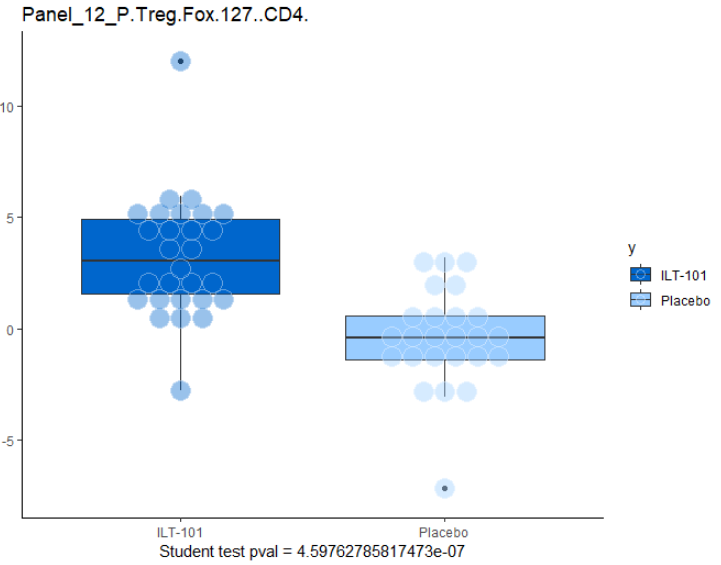 Panel_12_P.Treg.Fox.127..CD4.
10
5
0
-5
ILT-101
Placebo
Student test pval = 4.59762785817473e-07
y
ILT-101
Placebo